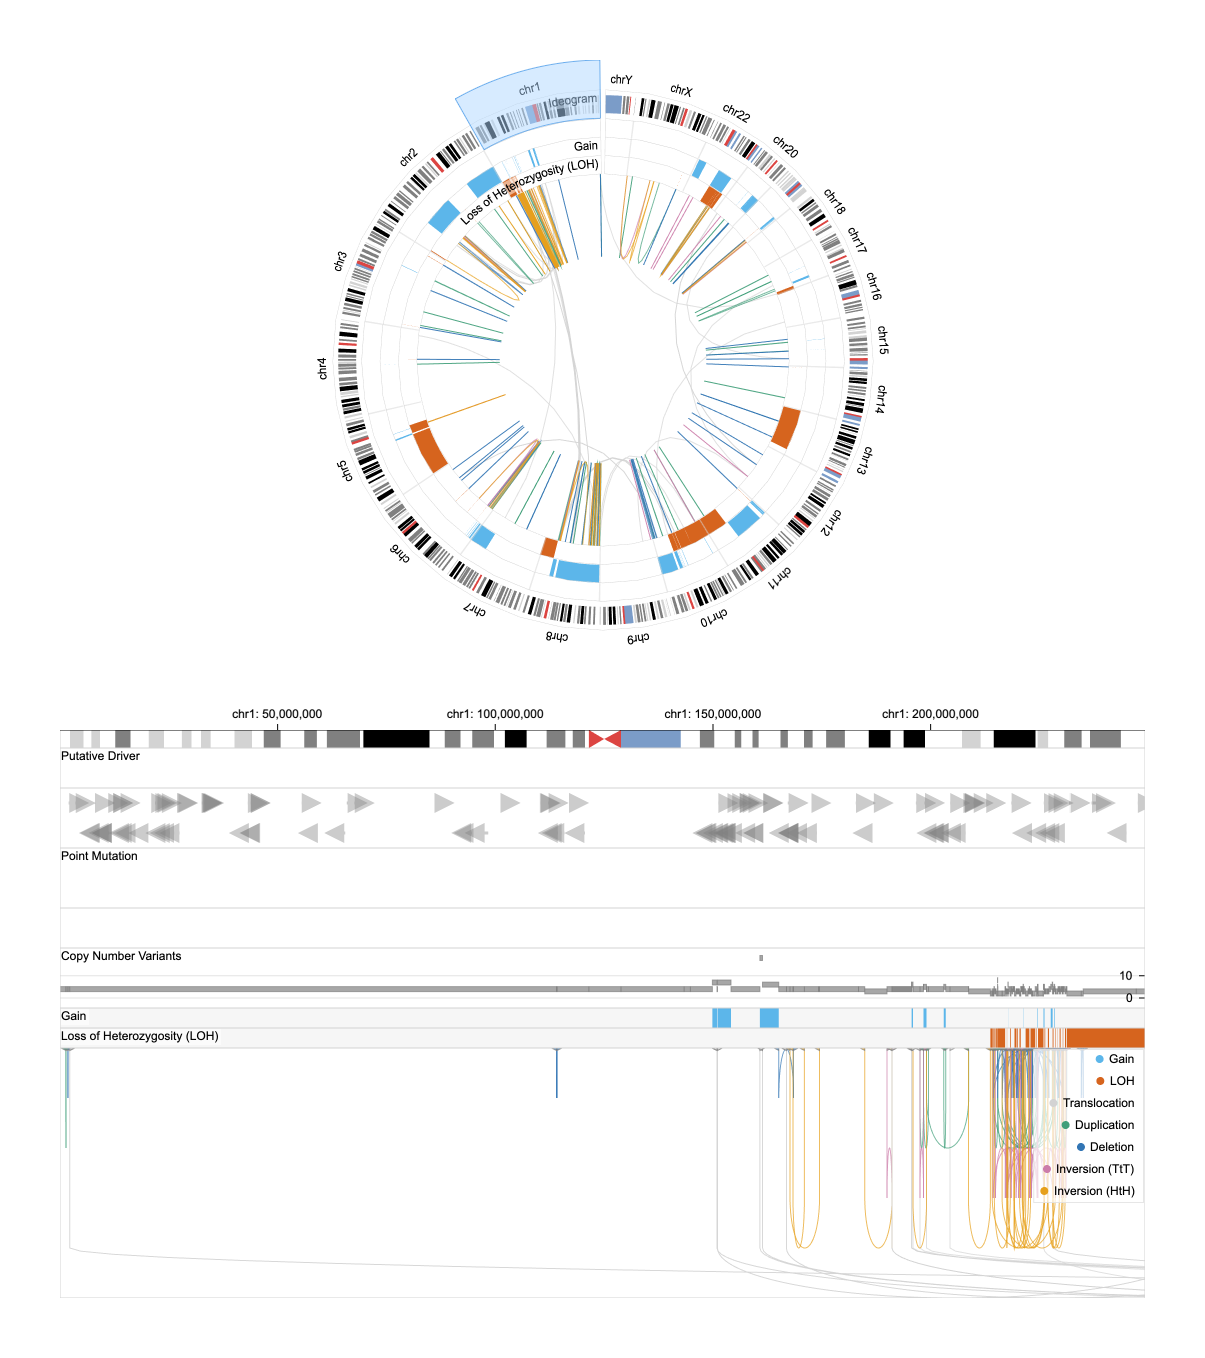 chrY
chrX
chr22
chr20
chr18
chr17
chr16
chr15
chr14
chr13
chr12
chr11
chr10
chr9
chr8
chr7
chr6
chr5
chr4
chr3
chr2
chr1
Ideogram
Gain
Loss of Heterozygosity (LOH)
chr1: 50,000,000 chr1: 100,000,000 chr1: 150,000,000 chr1: 200,000,000
Putative Driver
Point Mutation
Copy Number Variants
10
0
Gain
Loss of Heterozygosity (LOH)
Gain
LOH
Translocation
Duplication
Deletion
Inversion (TtT)
Inversion (HtH)